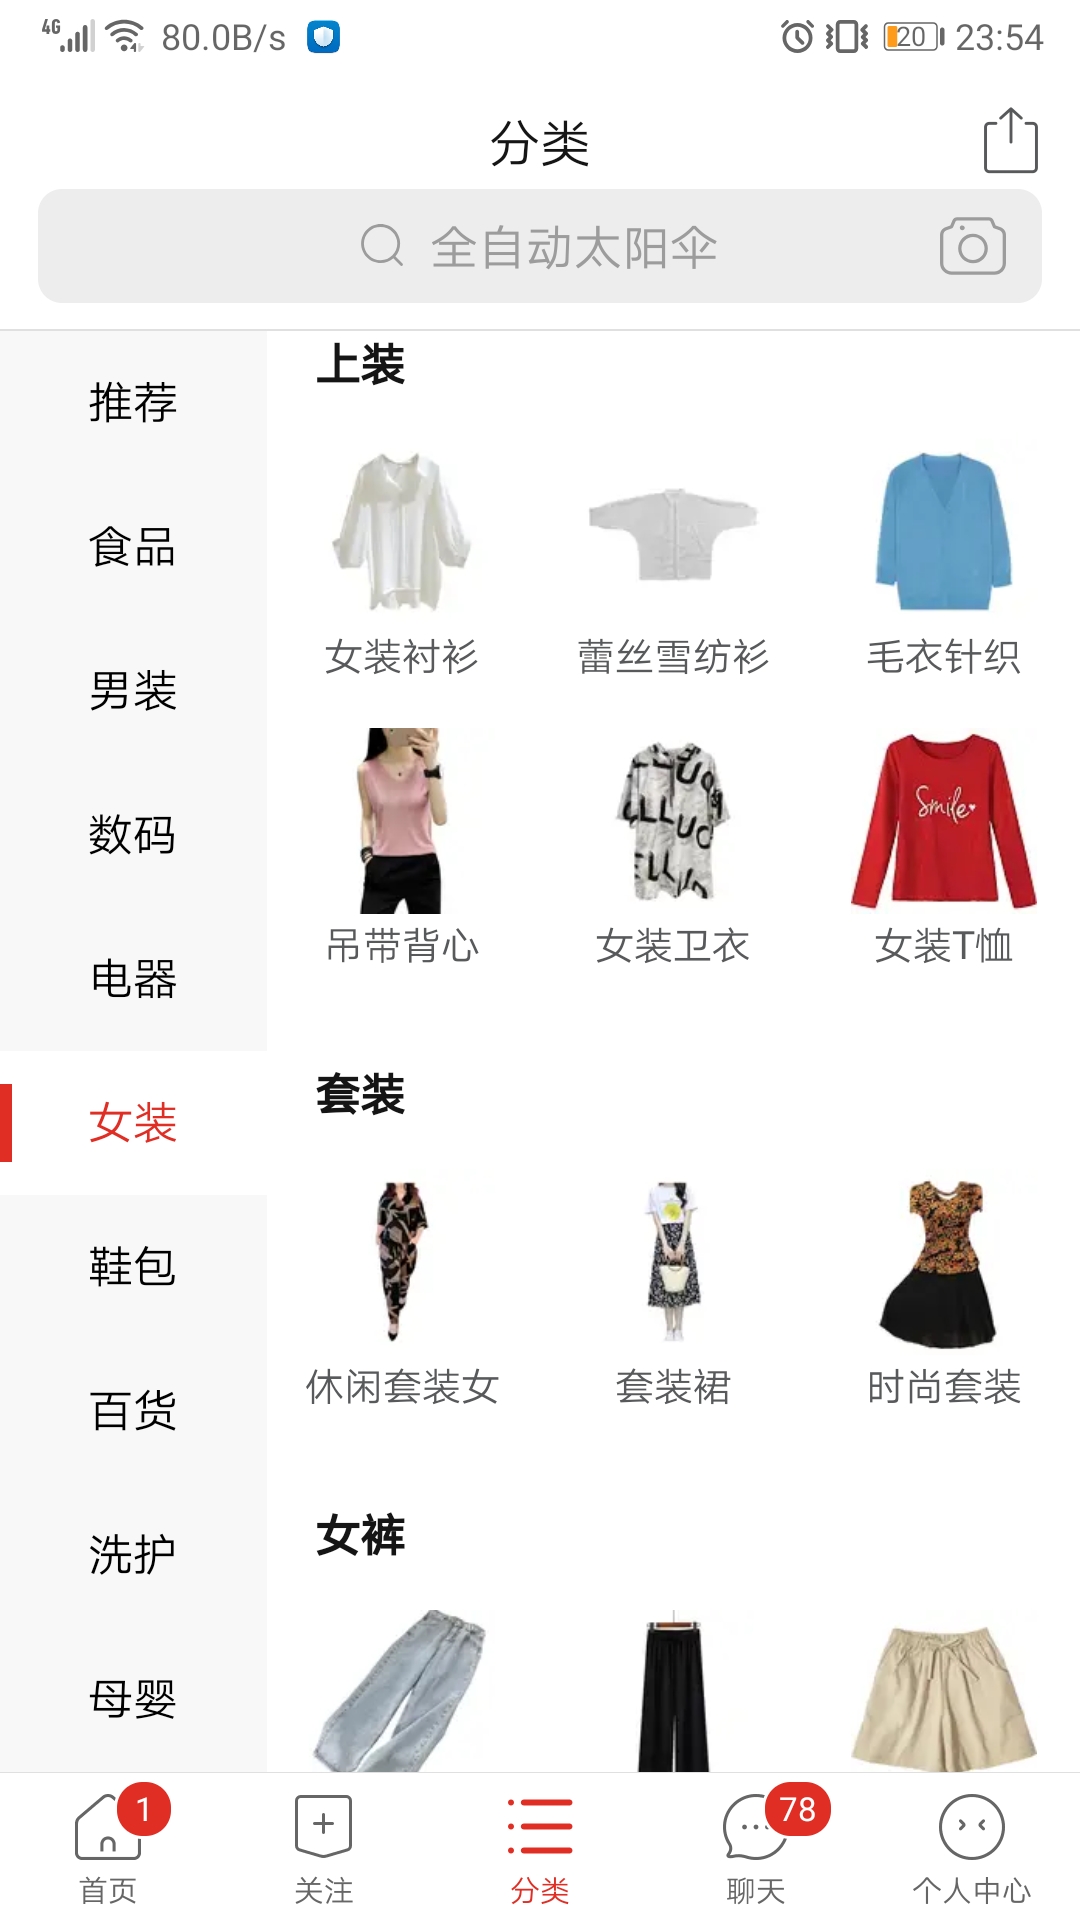 4G 80.0B/s 20 23:54
分类
全自动太阳伞
推荐
食品
男装
数码
电器
女装
鞋包
百货
洗护
母婴
上装
女装衬衫 蕾丝雪纺衫 毛衣针织
Smile
吊带背心 女装卫衣 女装T恤
套装
休闲套装女 套装裙 时尚套装
女裤
1 78
首页 关注 分类 聊天 个人中心